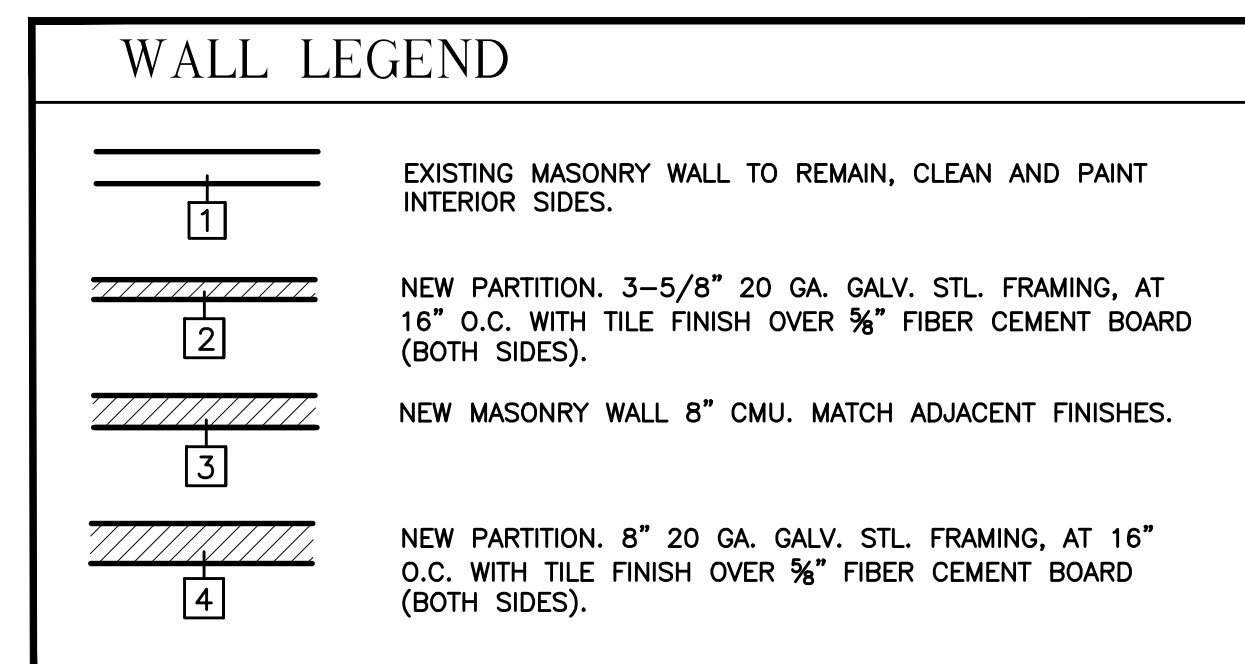 WALL LEGEND
1
EXISTING MASONRY WALL TO REMAIN, CLEAN AND PAINT
INTERIOR SIDES.
2
NEW PARTITION. 3-5/8" 20 GA. GALV. STL. FRAMING, AT
16" O.C. WITH TILE FINISH OVER ⅝" FIBER CEMENT BOARD
(BOTH SIDES).
3
NEW MASONRY WALL 8" CMU. MATCH ADJACENT FINISHES.
4
NEW PARTITION. 8" 20 GA. GALV. STL. FRAMING, AT 16"
O.C. WITH TILE FINISH OVER ⅝" FIBER CEMENT BOARD
(BOTH SIDES).